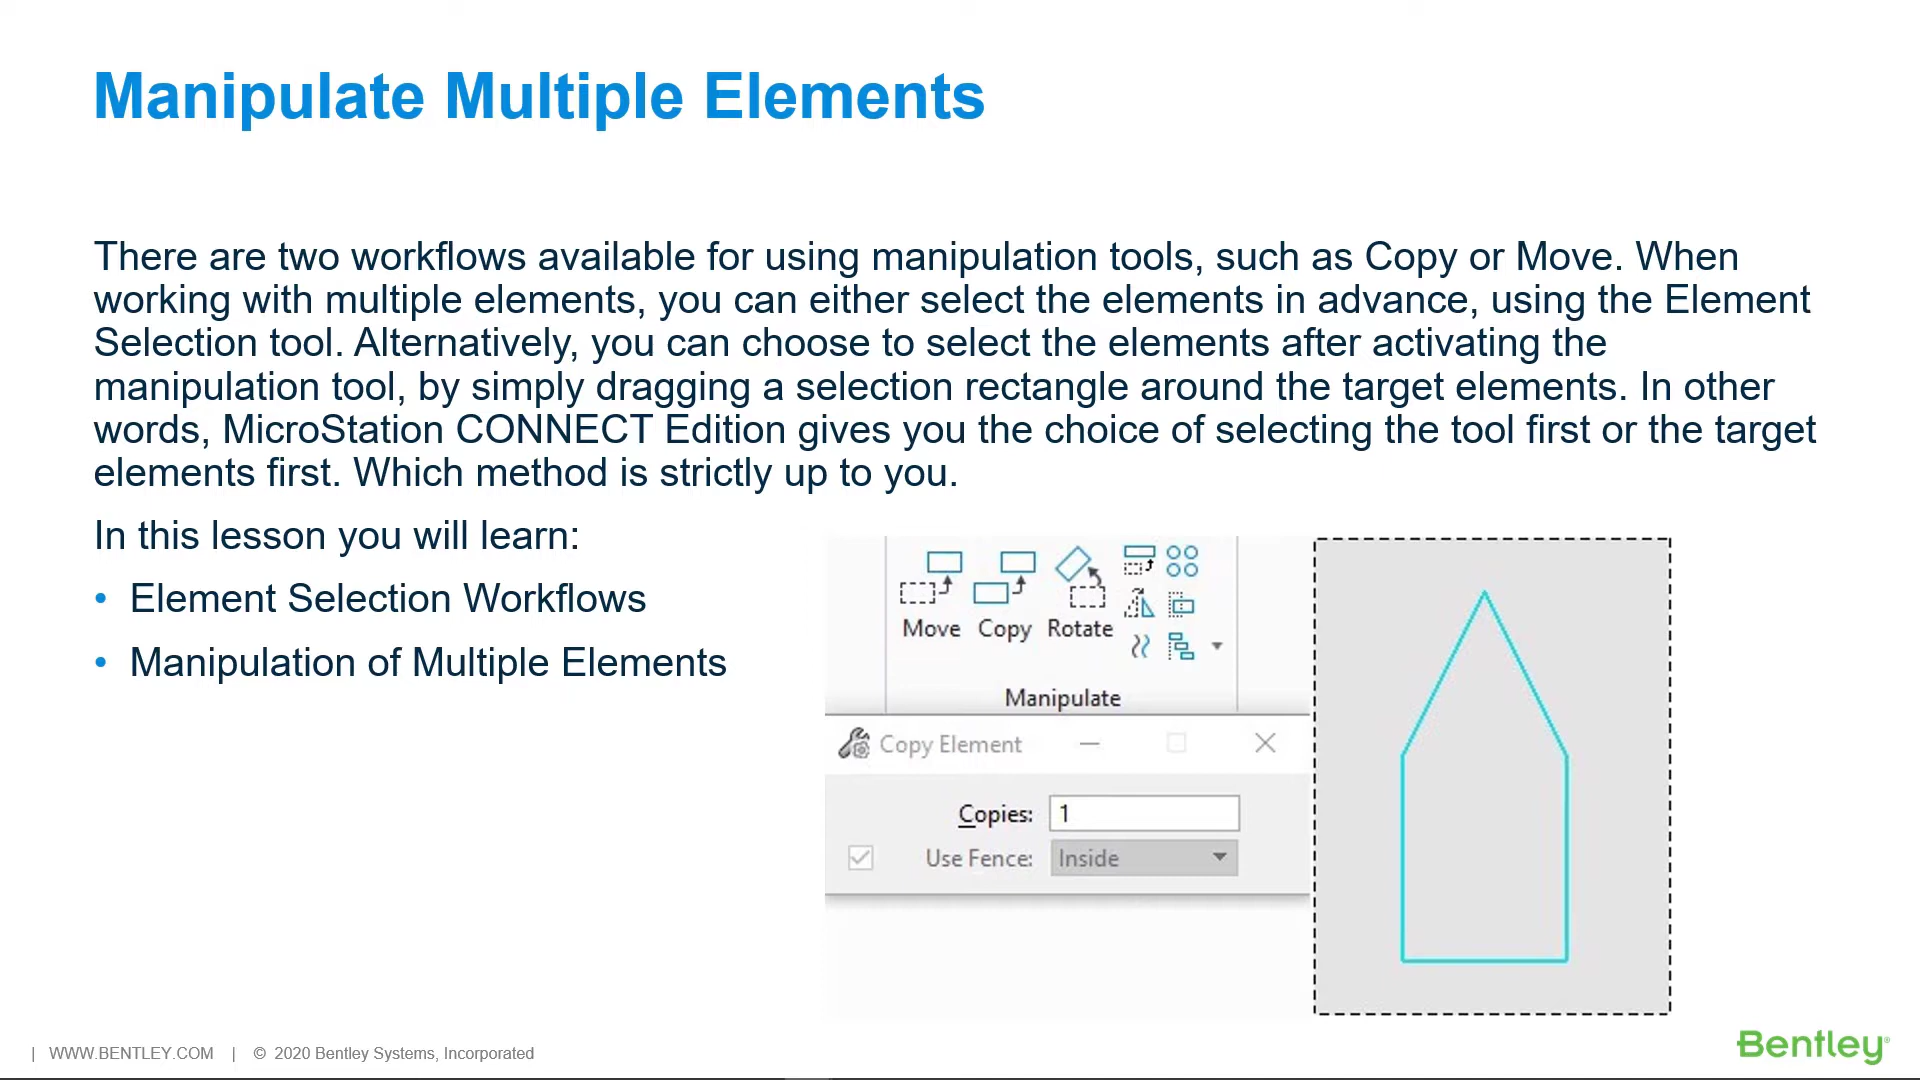 Manipulate Multiple Elements
There are two workflows available for using manipulation tools, such as Copy or Move. When
working with multiple elements, you can either select the elements in advance, using the Element
Selection tool. Alternatively, you can choose to select the elements after activating the
manipulation tool, by simply dragging a selection rectangle around the target elements. In other
words, MicroStation CONNECT Edition gives you the choice of selecting the tool first or the target
elements first. Which method is strictly up to you.
In this lesson you will learn:
• Element Selection Workflows
• Manipulation of Multiple Elements
Move Copy Rotate
Manipulate
Copy Element
Copies: 1
Use Fence: Inside
| WWW.BENTLEY.COM | © 2020 Bentley Systems, Incorporated
Bentley®